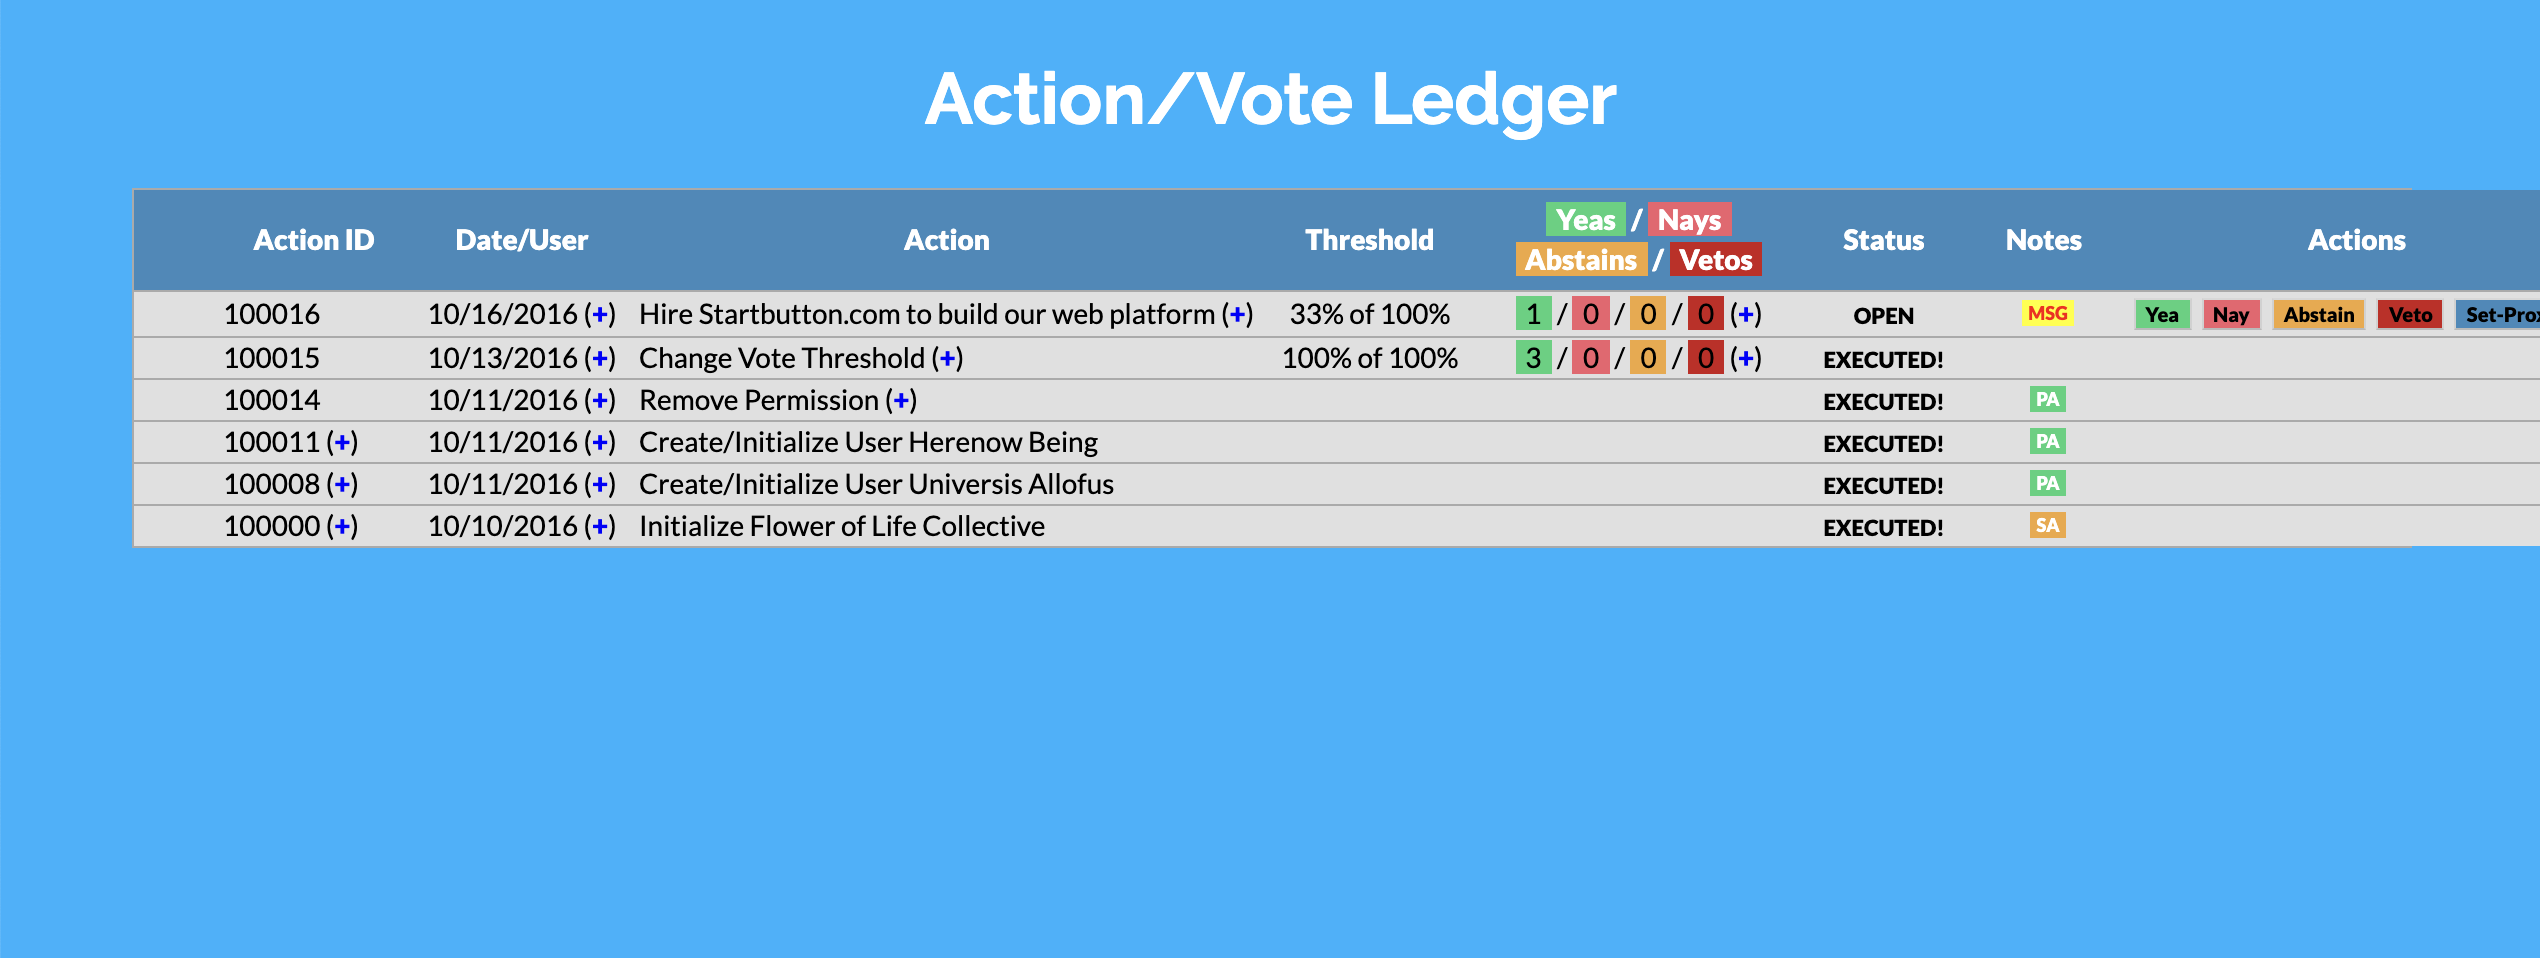 Action/Vote Ledger
Action ID Date/User Action Threshold Yeas / Nays Abstains / Vetos Status Notes Actions
100016 10/16/2016 (+) Hire Startbutton.com to build our web platform (+) 33% of 100% 1 / 0 / 0 / 0 (+) OPEN MSG Yea Nay Abstain Veto Set-Prox
100015 10/13/2016 (+) Change Vote Threshold (+) 100% of 100% 3 / 0 / 0 / 0 (+) EXECUTED!
100014 10/11/2016 (+) Remove Permission (+) EXECUTED! PA
100011 (+) 10/11/2016 (+) Create/Initialize User Herenow Being EXECUTED! PA
100008 (+) 10/11/2016 (+) Create/Initialize User Universis Allofus EXECUTED! PA
100000 (+) 10/10/2016 (+) Initialize Flower of Life Collective EXECUTED! SA